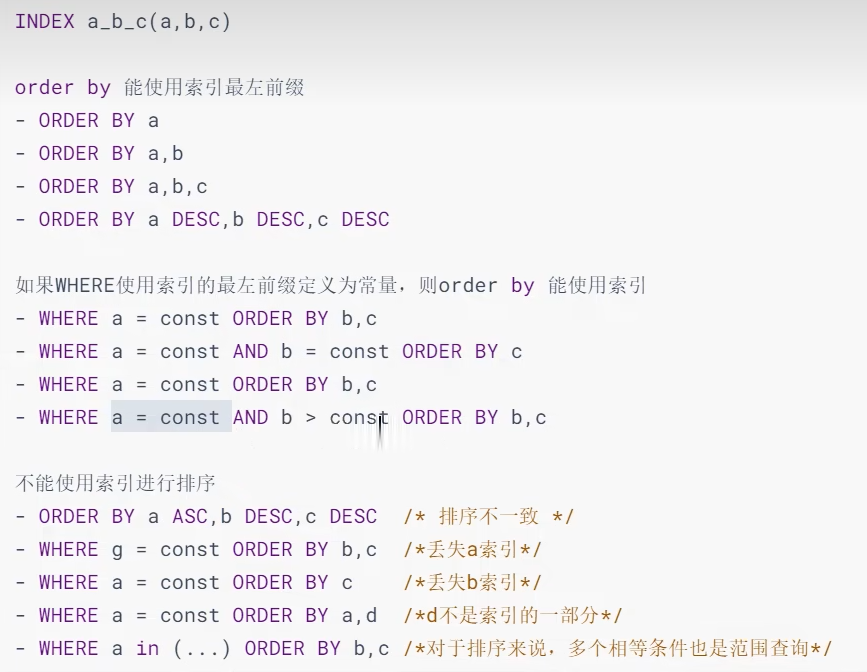 INDEX a_b_c(a,b,c)
order by 能使用索引最左前缀
- ORDER BY a
- ORDER BY a,b
- ORDER BY a,b,c
- ORDER BY a DESC,b DESC,c DESC
如果WHERE使用索引的最左前缀定义为常量，则order by 能使用索引
- WHERE a = const ORDER BY b,c
- WHERE a = const AND b = const ORDER BY c
- WHERE a = const ORDER BY b,c
- WHERE a = const AND b > const ORDER BY b,c
不能使用索引进行排序
- ORDER BY a ASC,b DESC,c DESC /* 排序不一致 */
- WHERE g = const ORDER BY b,c /*丢失a索引*/
- WHERE a = const ORDER BY c /*丢失b索引*/
- WHERE a = const ORDER BY a,d /*d不是索引的一部分*/
- WHERE a in (...) ORDER BY b,c /*对于排序来说，多个相等条件也是范围查询*/